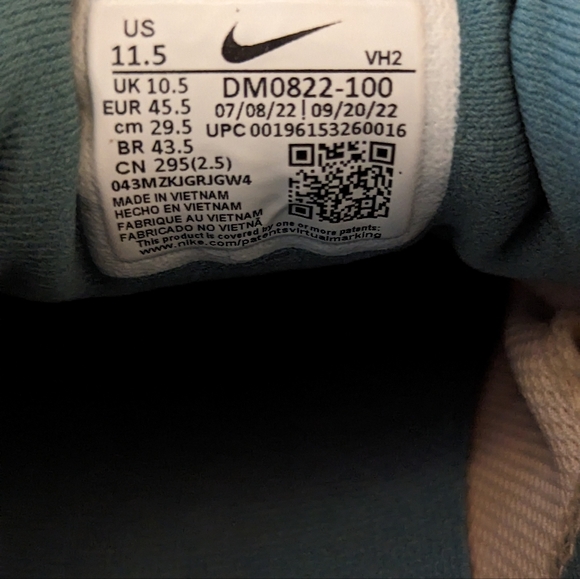 US
11.5
VH2
UK 10.5
DM0822-100
EUR 45.5
07/08/22 | 09/20/22
cm 29.5
UPC 00196153260016
BR 43.5
CN 295(2.5)
043MZKJGRJGW4
MADE IN VIETNAM
HECHO EN VIETNAM
FABRIQUE AU VIETNAM
FABRICADO NO VIETNÃ
This product is covered by one or more patents:
www.nike.com/patentsvirtualmarking